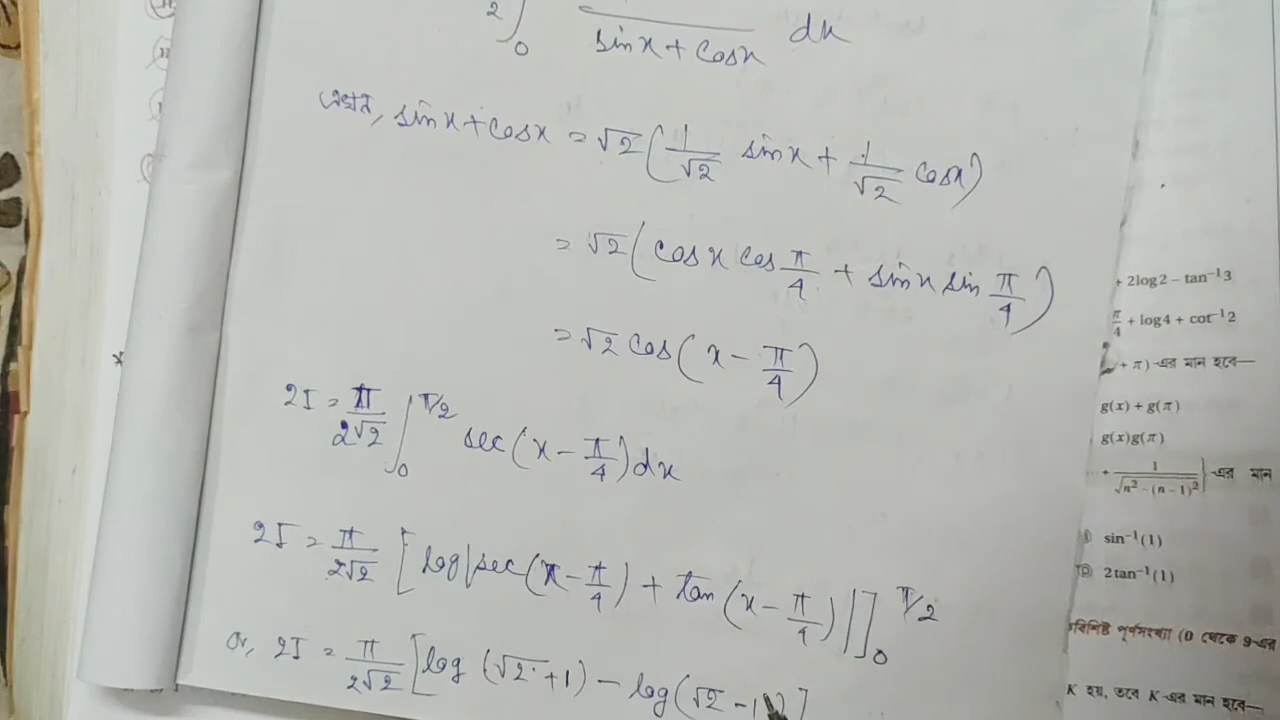 2∫₀ ─── / sinx + cosx dx
এখন, sinx + cosx = √2(1/√2 sinx + 1/√2 cosx)
= √2(cosx cos π/4 + sinx sin π/4)
= √2 cos(x − π/4)
2I = π/2√2 ∫₀^π/2 sec(x − π/4)dx
2I = π/2√2 [log|sec(x − π/4) + tan(x − π/4)|]₀^π/2
or, 2I = π/2√2 [log (√2 + 1) − log(√2 − 1)]
+ 2log2 − tan⁻¹3
π/4 + log4 + cot⁻¹2
+ π) -এর মান হবে—
g(x) + g(π)
g(x)g(π)
+ 1/√n² − (n − 1)² -এর মান
sin⁻¹(1)
D 2tan⁻¹(1)
পূর্ণসংখ্যা (0 থেকে 9-এর
K হয়, তবে K-এর মান হবে—